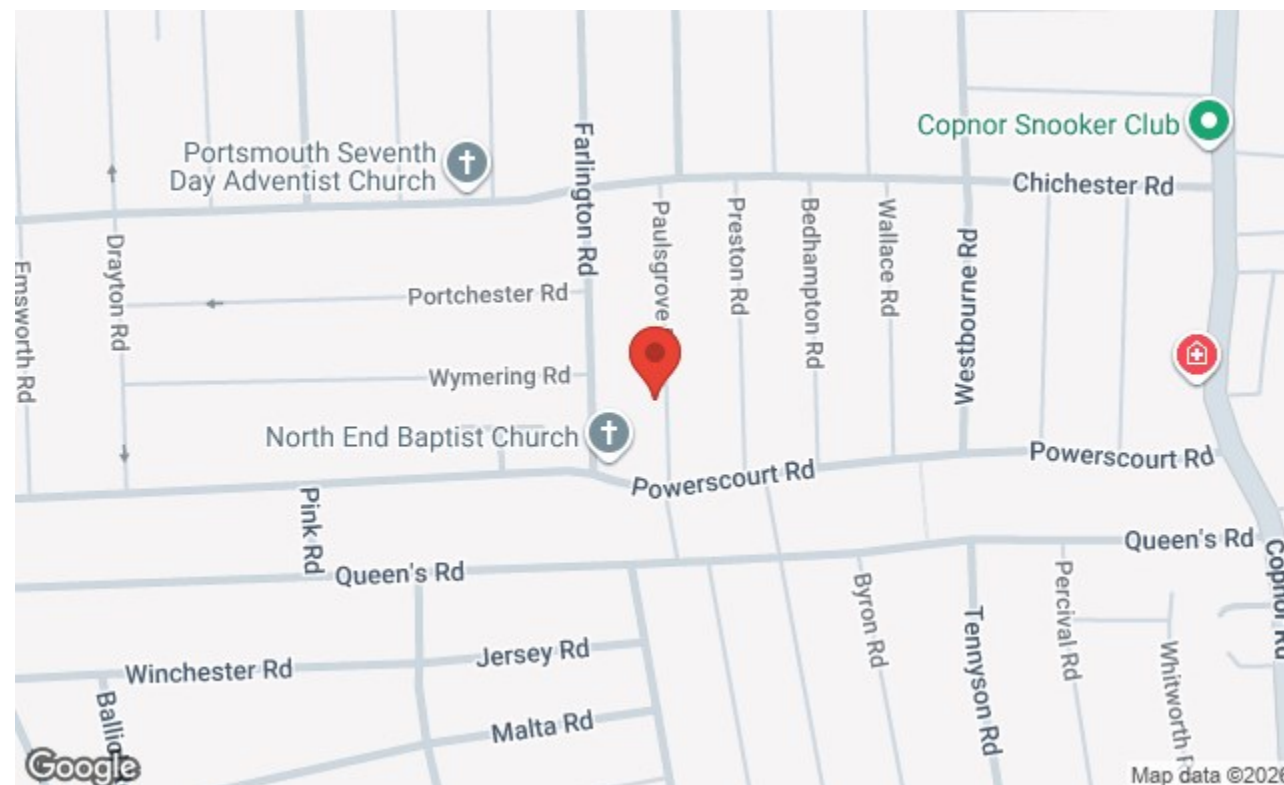 Copnor Snooker Club
Portsmouth Seventh
Day Adventist Church
Farlington Rd
Chichester Rd
Paulsgrove
Preston Rd
Bedhampton Rd
Wallace Rd
Westbourne Rd
Drayton Rd
Emsworth Rd
Portchester Rd
Wymering Rd
North End Baptist Church
Powerscourt Rd
Powerscourt Rd
Pink Rd
Queen's Rd
Queen's Rd
Copnor Rd
Byron Rd
Tennyson Rd
Percival Rd
Whitworth R
Jersey Rd
Winchester Rd
Malta Rd
Google
Map data ©2026